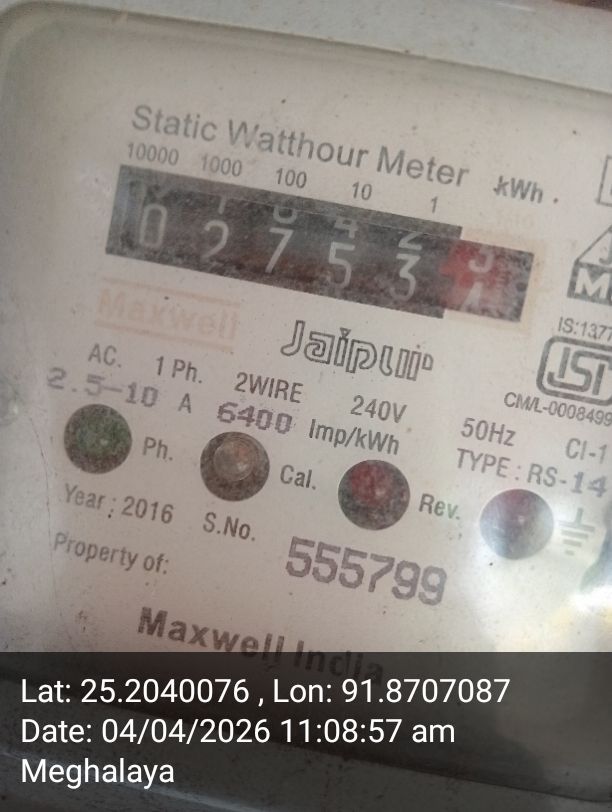 Static Watthour Meter
10000 1000 100 10 1 kWh.
0 2 7 5 3
Maxwell
Jaipur
IS:1377
ISI
CM/L-0008499
AC. 1 Ph. 2WIRE 240V 50Hz Cl-1
2.5-10 A 6400 Imp/kWh TYPE : RS-14
Ph. Cal. Rev.
Year : 2016 S.No. 555799
Property of:
Maxwell India
Lat: 25.2040076 , Lon: 91.8707087
Date: 04/04/2026 11:08:57 am
Meghalaya